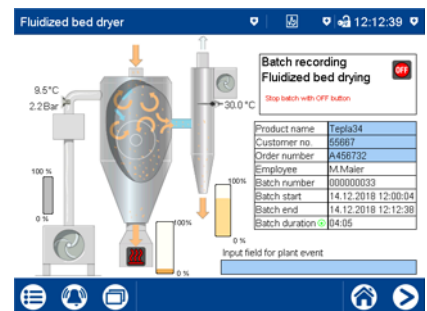 Fluidized bed dryer
12:12:39
Batch recording
Fluidized bed drying
OFF
Stop batch with OFF button
9.5°C
2.2Bar
30.0 °C
Product name Tepla34
Customer no. 55667
Order number A456732
Employee M.Maier
Batch number 000000033
Batch start 14.12.2018 12:00:04
Batch end 14.12.2018 12:12:38
Batch duration 04:05
100 %
0 %
100%
0 %
100%
0 %
Input field for plant event